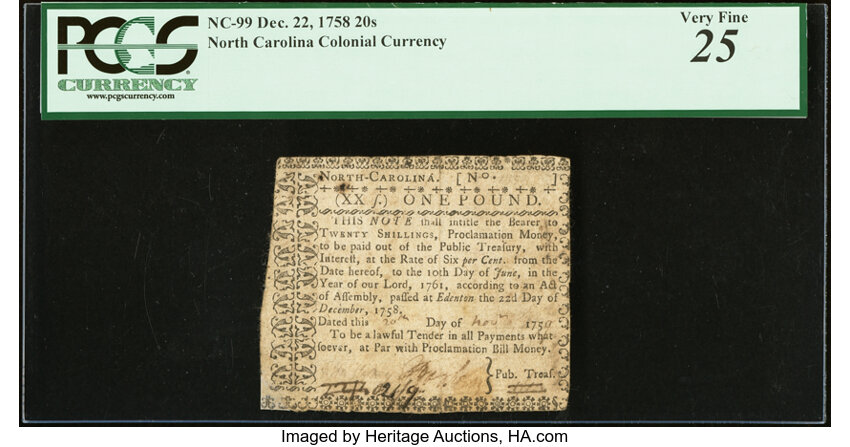 PCGS
CURRENCY
www.pcgscurrency.com
NC-99 Dec. 22, 1758 20s
North Carolina Colonial Currency
Very Fine
25
NORTH-CAROLINA. [No. ]
(XX ſ.) ONE POUND.
THIS NOTE ſhall intitle the Bearer to
TWENTY SHILLINGS, Proclamation Money,
to be paid out of the Public Treaſury, with
Intereſt, at the Rate of Six per Cent. from the
Date hereof, to the 10th Day of June, in the
Year of our Lord, 1761, according to an Act
of Aſſembly, paſſed at Edenton the 22d Day of
December, 1758.
Dated this 20th Day of 175
To be a lawful Tender in all Payments what
ſoever, at Par with Proclamation Bill Money.
} Pub. Treaſ.
Imaged by Heritage Auctions, HA.com